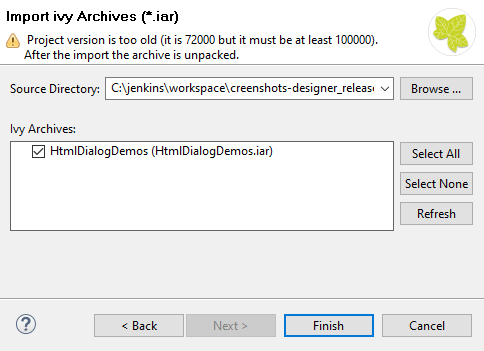 Import ivy Archives (*.iar)
Project version is too old (it is 72000 but it must be at least 100000).
After the import the archive is unpacked.
Source Directory: C:\jenkins\workspace\creenshots-designer_release Browse ...
Ivy Archives:
HtmlDialogDemos (HtmlDialogDemos.iar)
Select All
Select None
Refresh
? < Back Next > Finish Cancel